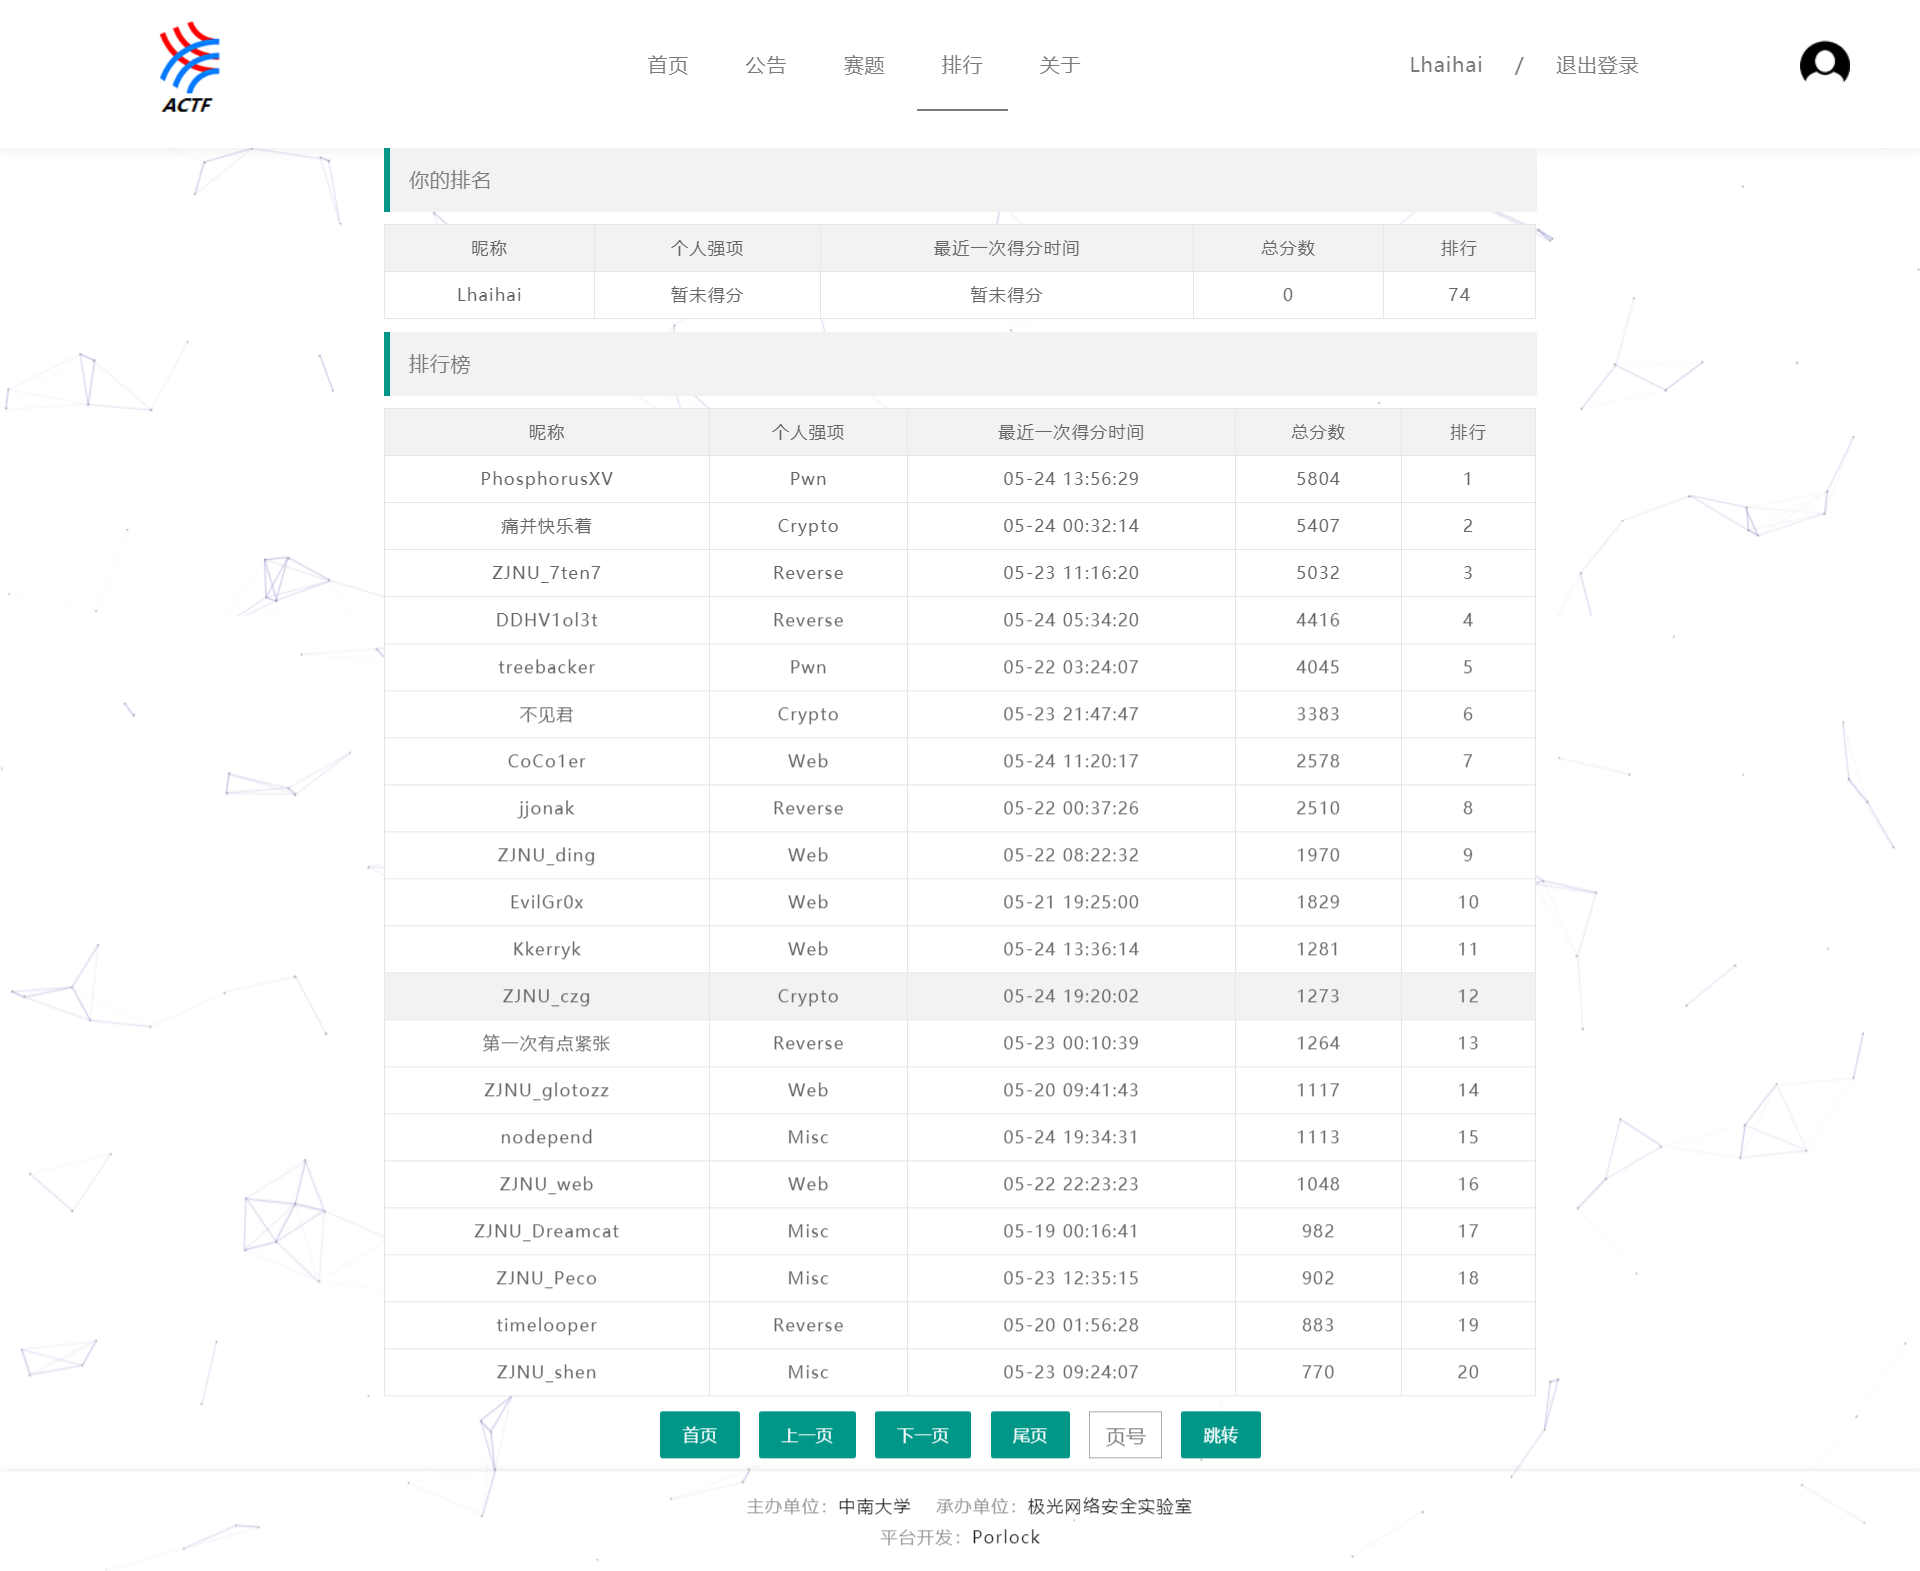 ACTF
首页 公告 赛题 排行 关于 Lhaihai / 退出登录
你的排名
昵称 个人强项 最近一次得分时间 总分数 排行
Lhaihai 暂未得分 暂未得分 0 74
排行榜
昵称 个人强项 最近一次得分时间 总分数 排行
PhosphorusXV Pwn 05-24 13:56:29 5804 1
痛并快乐着 Crypto 05-24 00:32:14 5407 2
ZJNU_7ten7 Reverse 05-23 11:16:20 5032 3
DDHV1ol3t Reverse 05-24 05:34:20 4416 4
treebacker Pwn 05-22 03:24:07 4045 5
不见君 Crypto 05-23 21:47:47 3383 6
CoCo1er Web 05-24 11:20:17 2578 7
jjonak Reverse 05-22 00:37:26 2510 8
ZJNU_ding Web 05-22 08:22:32 1970 9
EvilGr0x Web 05-21 19:25:00 1829 10
Kkerryk Web 05-24 13:36:14 1281 11
ZJNU_czg Crypto 05-24 19:20:02 1273 12
第一次有点紧张 Reverse 05-23 00:10:39 1264 13
ZJNU_glotozz Web 05-20 09:41:43 1117 14
nodepend Misc 05-24 19:34:31 1113 15
ZJNU_web Web 05-22 22:23:23 1048 16
ZJNU_Dreamcat Misc 05-19 00:16:41 982 17
ZJNU_Peco Misc 05-23 12:35:15 902 18
timelooper Reverse 05-20 01:56:28 883 19
ZJNU_shen Misc 05-23 09:24:07 770 20
首页 上一页 下一页 尾页 页号 跳转
主办单位：中南大学 承办单位：极光网络安全实验室
平台开发：Porlock